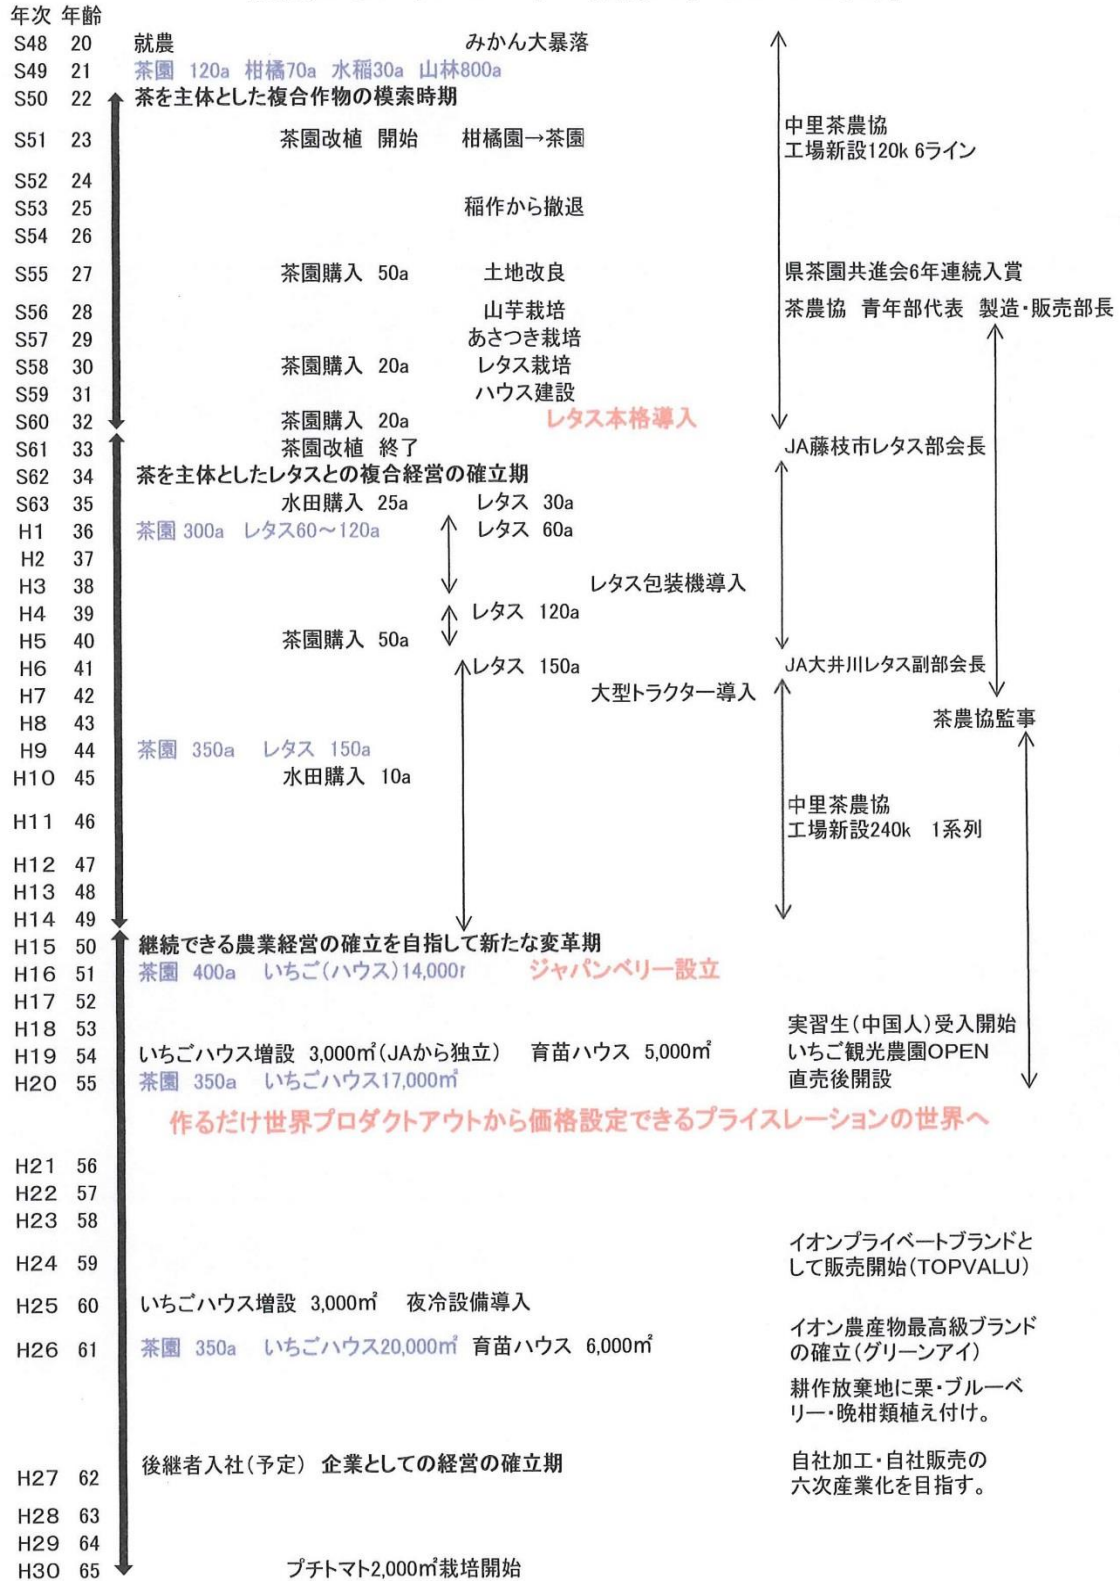 年次 年齢
S48 20 就農 みかん大暴落
S49 21 茶園 120a 柑橘70a 水稲30a 山林800a
S50 22 茶を主体とした複合作物の模索時期
S51 23 茶園改植 開始 柑橘園→茶園 中里茶農協
工場新設120k 6ライン
S52 24
S53 25 稲作から撤退
S54 26
S55 27 茶園購入 50a 土地改良 県茶園共進会6年連続入賞
S56 28 山芋栽培 茶農協 青年部代表 製造・販売部長
S57 29 あさつき栽培
S58 30 茶園購入 20a レタス栽培
S59 31 ハウス建設
S60 32 茶園購入 20a レタス本格導入
S61 33 茶園改植 終了 JA藤枝市レタス部会長
S62 34 茶を主体としたレタスとの複合経営の確立期
S63 35 水田購入 25a レタス 30a
H1 36 茶園 300a レタス60~120a レタス 60a
H2 37
H3 38 レタス包装機導入
H4 39 レタス 120a
H5 40 茶園購入 50a
H6 41 レタス 150a JA大井川レタス副部会長
H7 42 大型トラクター導入
H8 43 茶農協監事
H9 44 茶園 350a レタス 150a
H10 45 水田購入 10a
H11 46 中里茶農協
工場新設240k 1系列
H12 47
H13 48
H14 49
H15 50 継続できる農業経営の確立を自指して新たな変革期
H16 51 茶園 400a いちご(ハウス)14,000r ジャパンベリー設立
H17 52
H18 53 実習生(中国人)受入開始
H19 54 いちごハウス増設 3,000㎡(JAから独立) 育苗ハウス 5,000㎡ いちご観光農園OPEN
H20 55 茶園 350a いちごハウス17,000㎡ 直売後開設
作るだけ世界プロダクトアウトから価格設定できるプライスレーションの世界へ
H21 56
H22 57
H23 58
H24 59 イオンプライベートブランドと
して販売開始(TOPVALU)
H25 60 いちごハウス増設 3,000㎡ 夜冷設備導入
H26 61 茶園 350a いちごハウス20,000㎡ 育苗ハウス 6,000㎡ イオン農産物最高級ブランド
の確立(グリーンアイ)
耕作放棄地に栗・ブルーベ
リー・晩柑類植え付け。
H27 62 後継者入社(予定) 企業としての経営の確立期 自社加工・自社販売の
六次産業化を目指す。
H28 63
H29 64
H30 65 プチトマト2,000㎡栽培開始